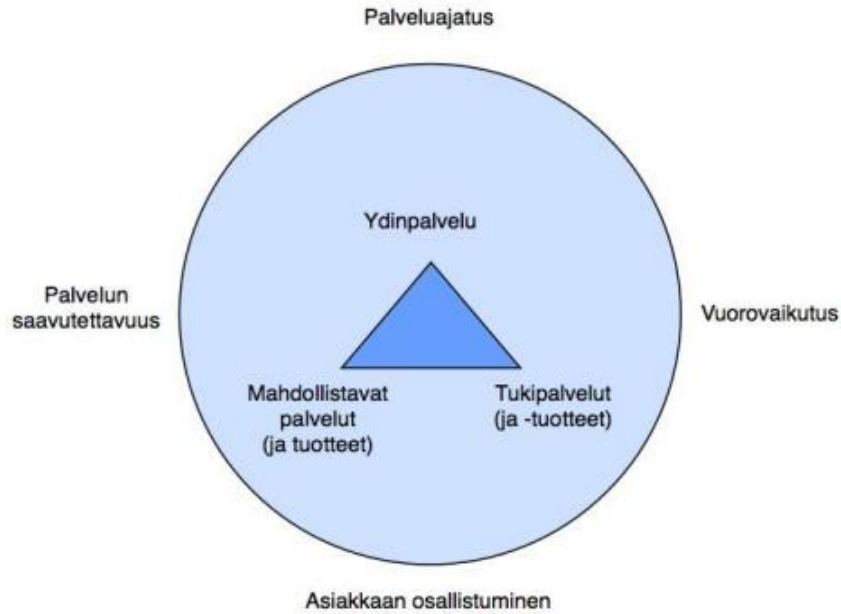 Palveluajatus
Ydinpalvelu
Palvelun
saavutettavuus
Vuorovaikutus
Mahdollistavat
palvelut
(ja tuotteet)
Tukipalvelut
(ja -tuotteet)
Asiakkaan osallistuminen